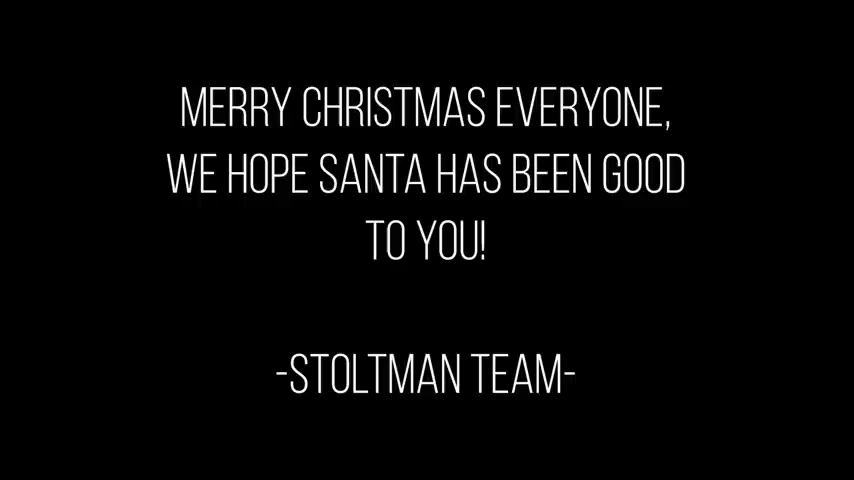 MERRY CHRISTMAS EVERYONE,
WE HOPE SANTA HAS BEEN GOOD
TO YOU!
-STOLTMAN TEAM-